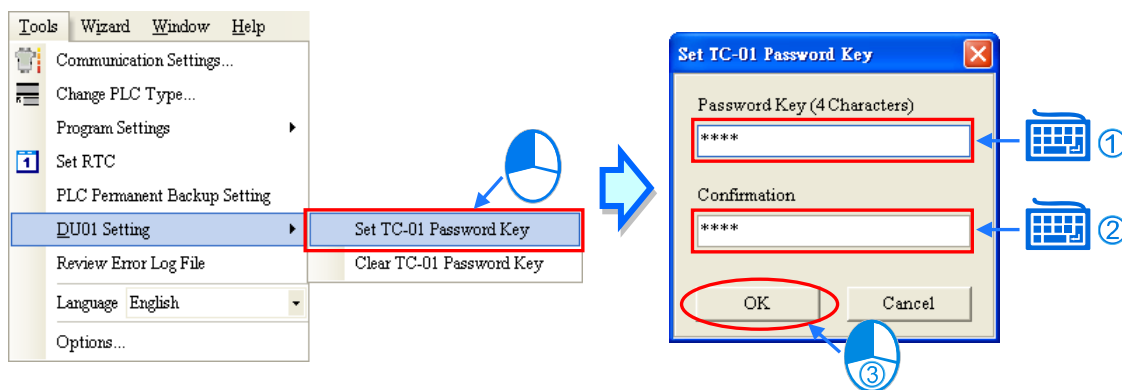 Tools Wizard Window Help
Communication Settings...
Change PLC Type...
Program Settings
1 Set RTC
PLC Permanent Backup Setting
DU01 Setting
Set TC-01 Password Key
Review Error Log File
Clear TC-01 Password Key
Language English
Options...
Set TC-01 Password Key
Password Key (4 Characters)
****
①
Confirmation
****
②
OK Cancel
③